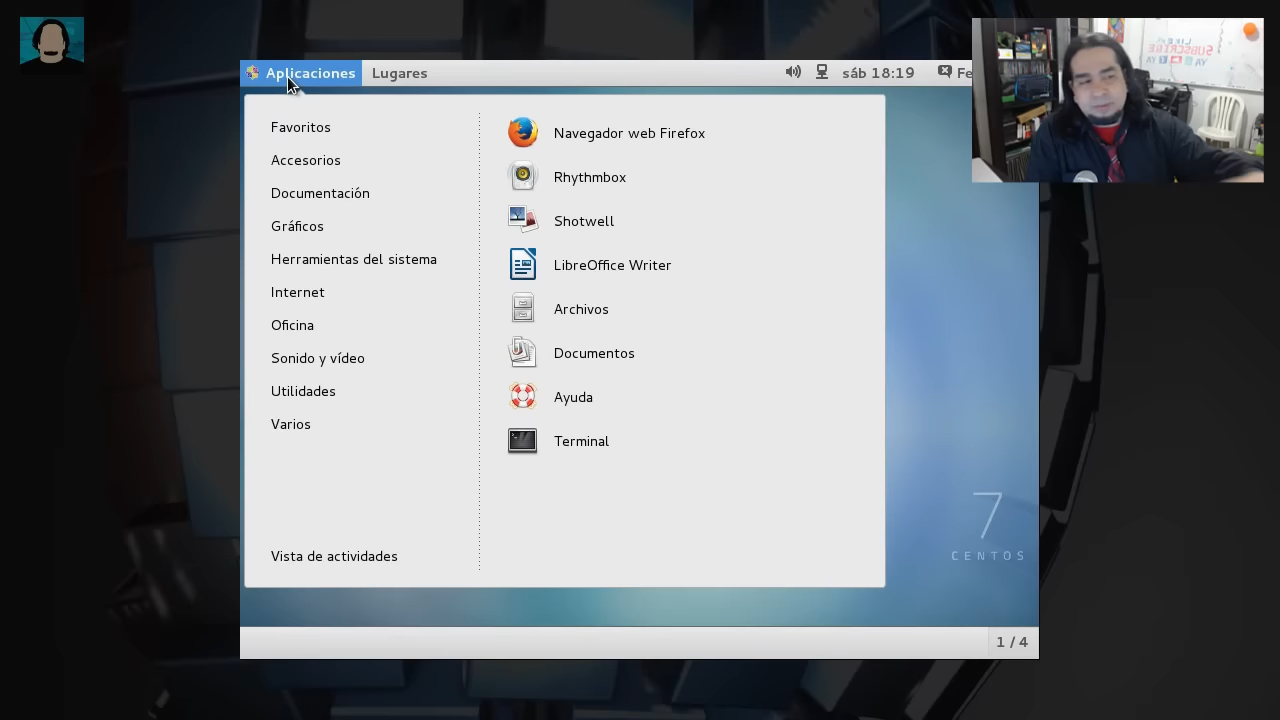 Aplicaciones
Lugares
sáb 18:19
Fe
Favoritos
Accesorios
Documentación
Gráficos
Herramientas del sistema
Internet
Oficina
Sonido y vídeo
Utilidades
Varios
Vista de actividades
Navegador web Firefox
Rhythmbox
Shotwell
LibreOffice Writer
Archivos
Documentos
Ayuda
Terminal
7
CENTOS
1 / 4